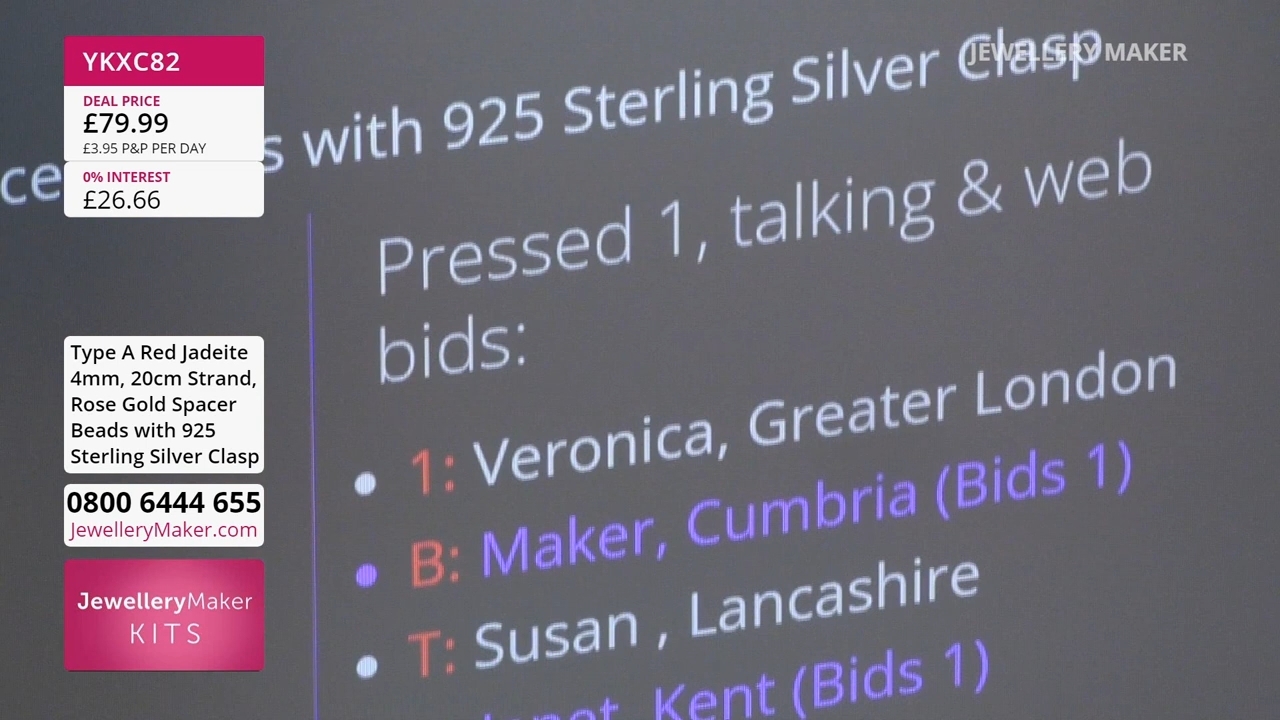 YKXC82
DEAL PRICE
£79.99
£3.95 P&P PER DAY
0% INTEREST
£26.66
Type A Red Jadeite
4mm, 20cm Strand,
Rose Gold Spacer
Beads with 925
Sterling Silver Clasp
0800 6444 655
JewelleryMaker.com
JewelleryMaker
KITS
JEWELLERY MAKER
with 925 Sterling Silver Clasp
Pressed 1, talking & web
bids:
• 1: Veronica, Greater London
• B: Maker, Cumbria (Bids 1)
• T: Susan , Lancashire
Kent (Bids 1)